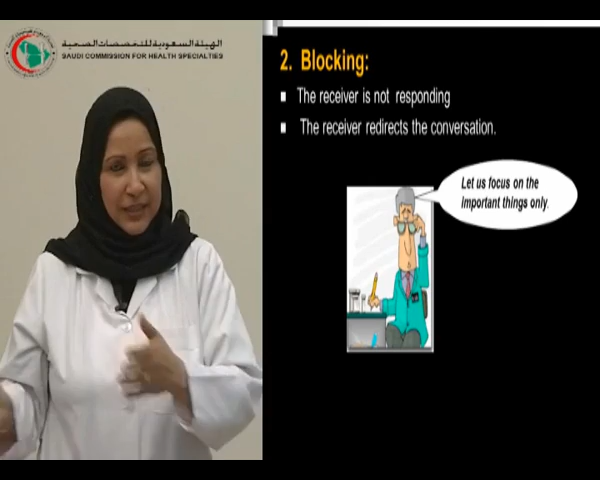 الهيئة السعودية للتخصصات الصحية
SAUDI COMMISSION FOR HEALTH SPECIALTIES
2. Blocking:
The receiver is not responding
The receiver redirects the conversation.
Let us focus on the
important things only.